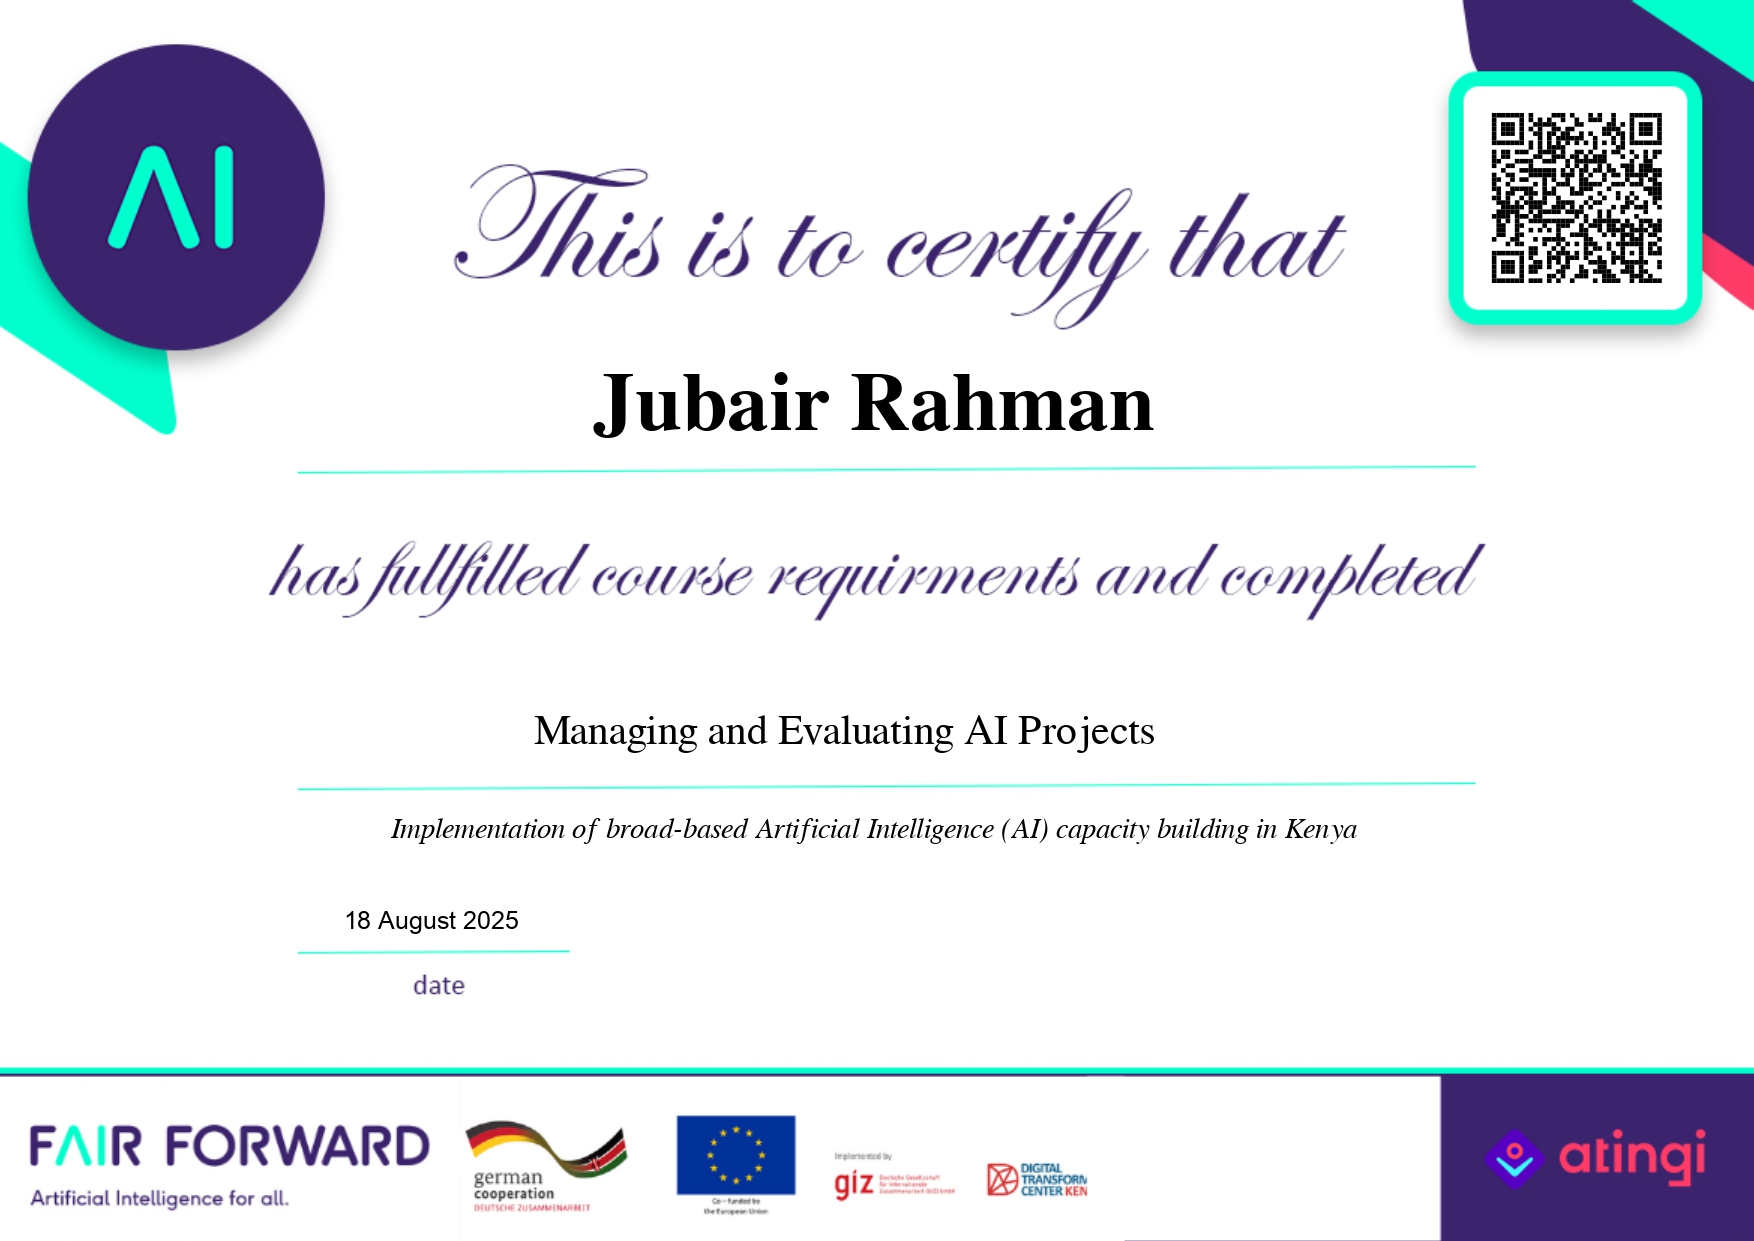 AI
This is to certify that
Jubair Rahman
has fullfilled course requirments and completed
Managing and Evaluating AI Projects
Implementation of broad-based Artificial Intelligence (AI) capacity building in Kenya
18 August 2025
date
FAIR FORWARD
Artificial Intelligence for all.
german
cooperation
DEUTSCHE ZUSAMMENARBEIT
Co - funded by
the European Union
Implemented by
giz
Deutsche Gesellschaft
für Internationale
Zusammenarbeit (GIZ) GmbH
DIGITAL
TRANSFORM
CENTER KEN
atingi